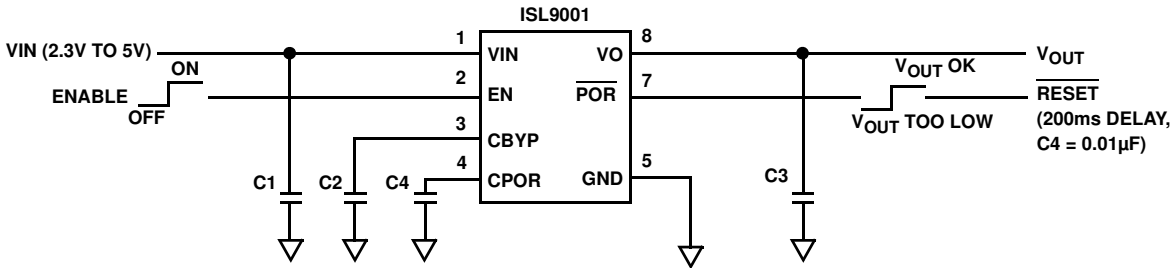 ISL9001
VIN (2.3V TO 5V)
1
VIN
VO
8
VOUT
ENABLE
OFF
ON
2
EN
POR
7
VOUT OK
VOUT TOO LOW
RESET
(200ms DELAY,
C4 = 0.01µF)
3
CBYP
4
CPOR
GND
5
C1
C2
C4
C3